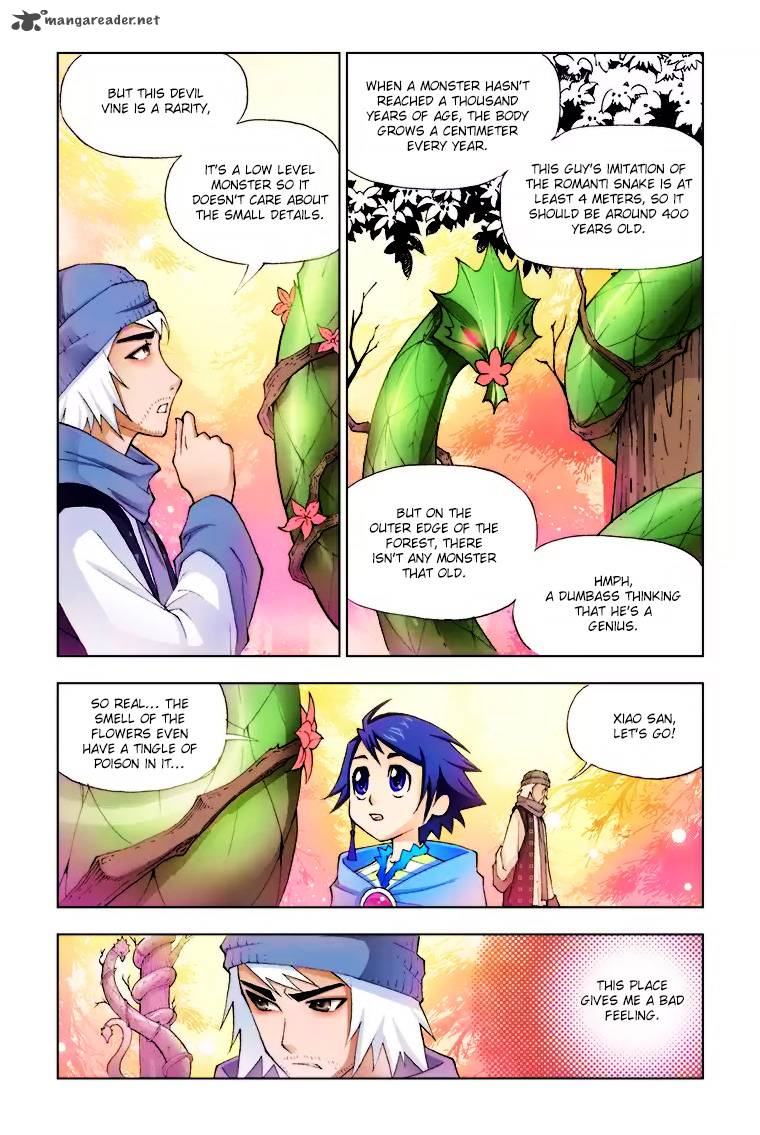 mangareader.net
BUT THIS DEVIL
VINE IS A RARITY,
IT'S A LOW LEVEL
MONSTER SO IT
DOESN'T CARE ABOUT
THE SMALL DETAILS.
WHEN A MONSTER HASN'T
REACHED A THOUSAND
YEARS OF AGE, THE BODY
GROWS A CENTIMETER
EVERY YEAR.
THIS GUY'S IMITATION OF
THE ROMANTI SNAKE IS AT
LEAST 4 METERS, SO IT
SHOULD BE AROUND 400
YEARS OLD.
BUT ON THE
OUTER EDGE OF THE
FOREST, THERE
ISN'T ANY MONSTER
THAT OLD.
HMPH,
A DUMBASS THINKING
THAT HE'S A
GENIUS.
SO REAL... THE
SMELL OF THE
FLOWERS EVEN
HAVE A TINGLE OF
POISON IN IT...
XIAO SAN,
LET'S GO!
THIS PLACE
GIVES ME A BAD
FEELING.